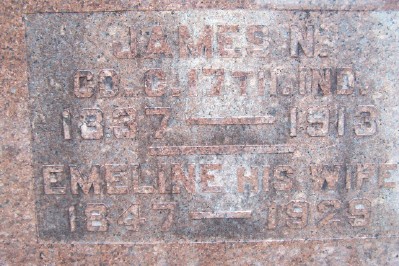 JAMES N.
CO. C. 17TH. IND.
1837 — 1913
EMELINE HIS WIFE
1847 — 1929